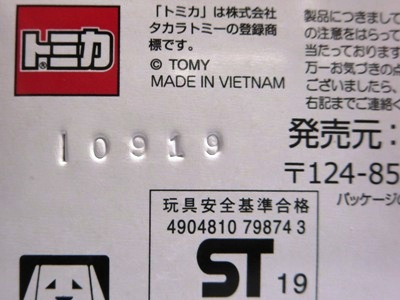 トミカ
「トミカ」は株式会社
タカラトミーの登録商
標です。
© TOMY
MADE IN VIETNAM
製品につきまして
の注意をはらって
当たっております
万一お気づきの点
ございましたら、
右記までご連絡く
10919
発売元：
〒124-85
パッケージの
玩具安全基準合格
4904810 79874 3
ST 19